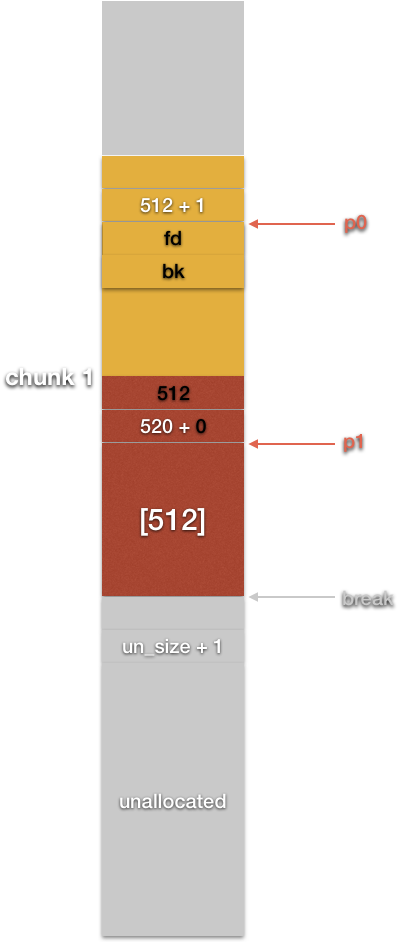 512 + 1
p0
fd
bk
chunk 1
512
520 + 0
p1
[512]
break
un_size + 1
unallocated